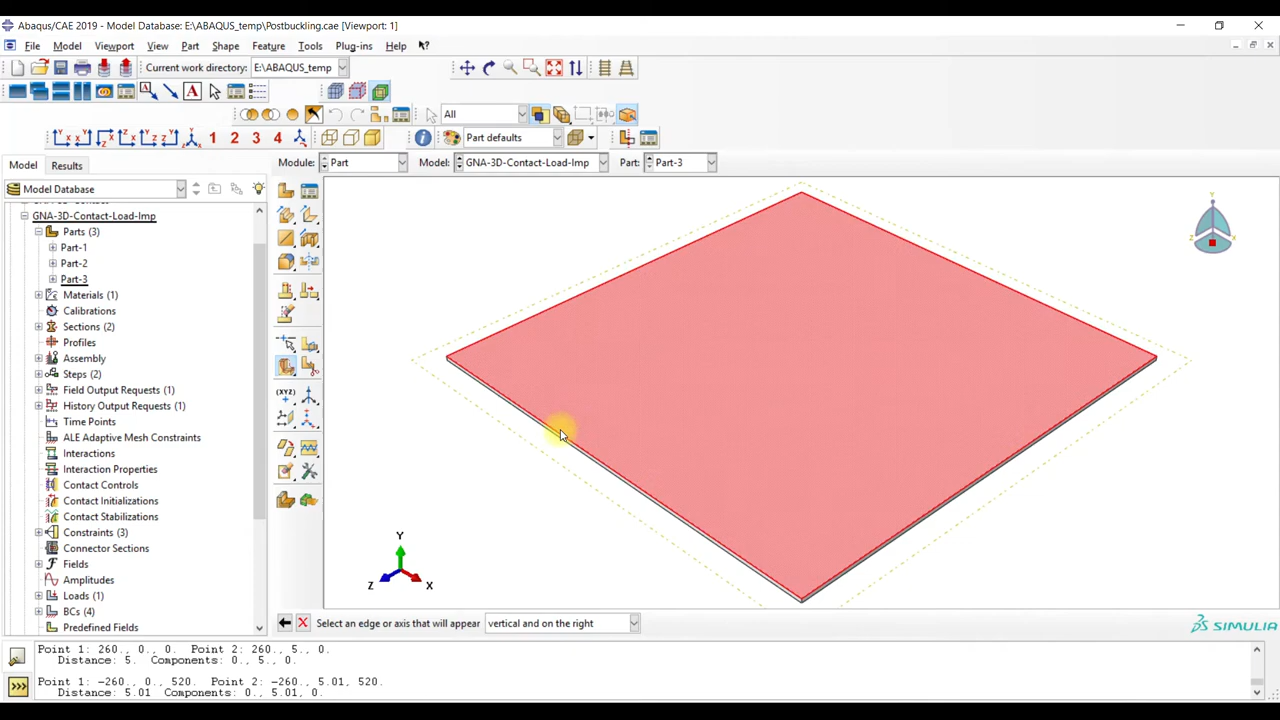 Abaqus/CAE 2019 - Model Database: E:\ABAQUS_temp\Postbuckling.cae [Viewport: 1]
File Model Viewport View Part Shape Feature Tools Plug-ins Help
Current work directory: E:\ABAQUS_temp
All
1 2 3 4 Part defaults
Model Results Module: Part Model: GNA-3D-Contact-Load-Imp Part: Part-3
Model Database
GNA-3D-Contact-Load-Imp
Parts (3)
Part-1
Part-2
Part-3
Materials (1)
Calibrations
Sections (2)
Profiles
Assembly
Steps (2)
Field Output Requests (1)
History Output Requests (1)
Time Points
ALE Adaptive Mesh Constraints
Interactions
Interaction Properties
Contact Controls
Contact Initializations
Contact Stabilizations
Constraints (3)
Connector Sections
Fields
Amplitudes
Loads (1)
BCs (4)
Predefined Fields
(XYZ)
Y
Z X
Y
Z X
Select an edge or axis that will appear vertical and on the right
SIMULIA
Point 1: 260., 0., 0. Point 2: 260., 5., 0.
Distance: 5. Components: 0., 5., 0.
Point 1: -260., 0., 520. Point 2: -260., 5.01, 520.
Distance: 5.01 Components: 0., 5.01, 0.
>>>